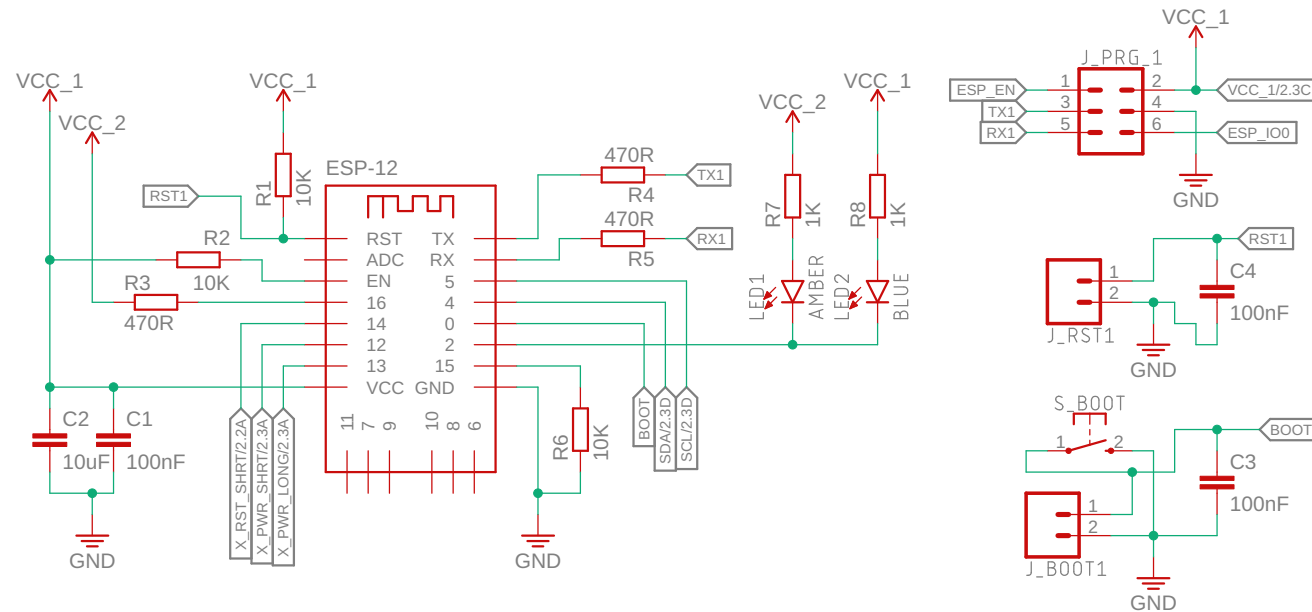 VCC_1
VCC_2
VCC_1
RST1
R1
10K
R2
10K
R3
470R
ESP-12
RST
ADC
EN
16
14
12
13
VCC
TX
RX
5
4
0
2
15
GND
11
7
9
10
8
6
470R
R4
TX1
470R
R5
RX1
C2
10uF
C1
100nF
GND
X_RST_SHRT/2.2A
X_PWR_SHRT/2.3A
X_PWR_LONG/2.3A
R6
10K
GND
BOOT
SDA/2.3D
SCL/2.3D
VCC_2
R7
1K
LED1
AMBER
VCC_1
R8
1K
LED2
BLUE
VCC_1
J_PRG_1
ESP_EN
1
2
VCC_1/2.3C
TX1
3
4
RX1
5
6
ESP_IO0
GND
RST1
1
2
J_RST1
C4
100nF
GND
S_BOOT
1
2
BOOT
C3
100nF
1
2
J_BOOT1
GND